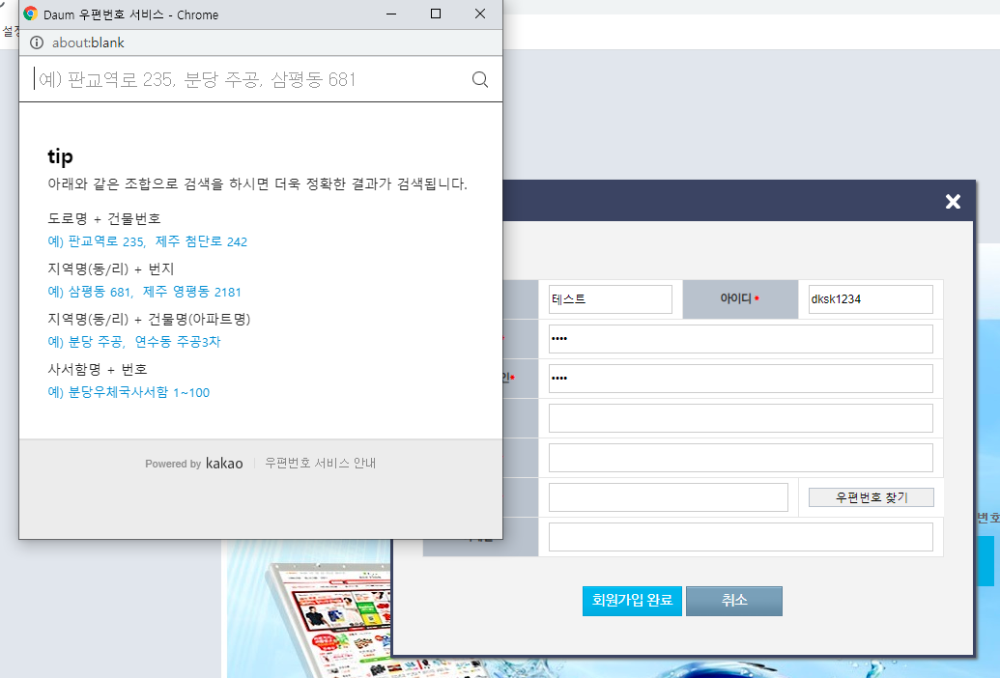 Daum 우편번호 서비스 - Chrome
about:blank
예) 판교역로 235, 분당 주공, 삼평동 681
tip
아래와 같은 조합으로 검색을 하시면 더욱 정확한 결과가 검색됩니다.
도로명 + 건물번호
예) 판교역로 235, 제주 첨단로 242
지역명(동/리) + 번지
예) 삼평동 681, 제주 영평동 2181
지역명(동/리) + 건물명(아파트명)
예) 분당 주공, 연수동 주공3차
사서함명 + 번호
예) 분당우체국사서함 1~100
Powered by kakao 우편번호 서비스 안내
테스트 아이디 * dksk1234
*
인*
우편번호 찾기
회원가입 완료 취소
번호